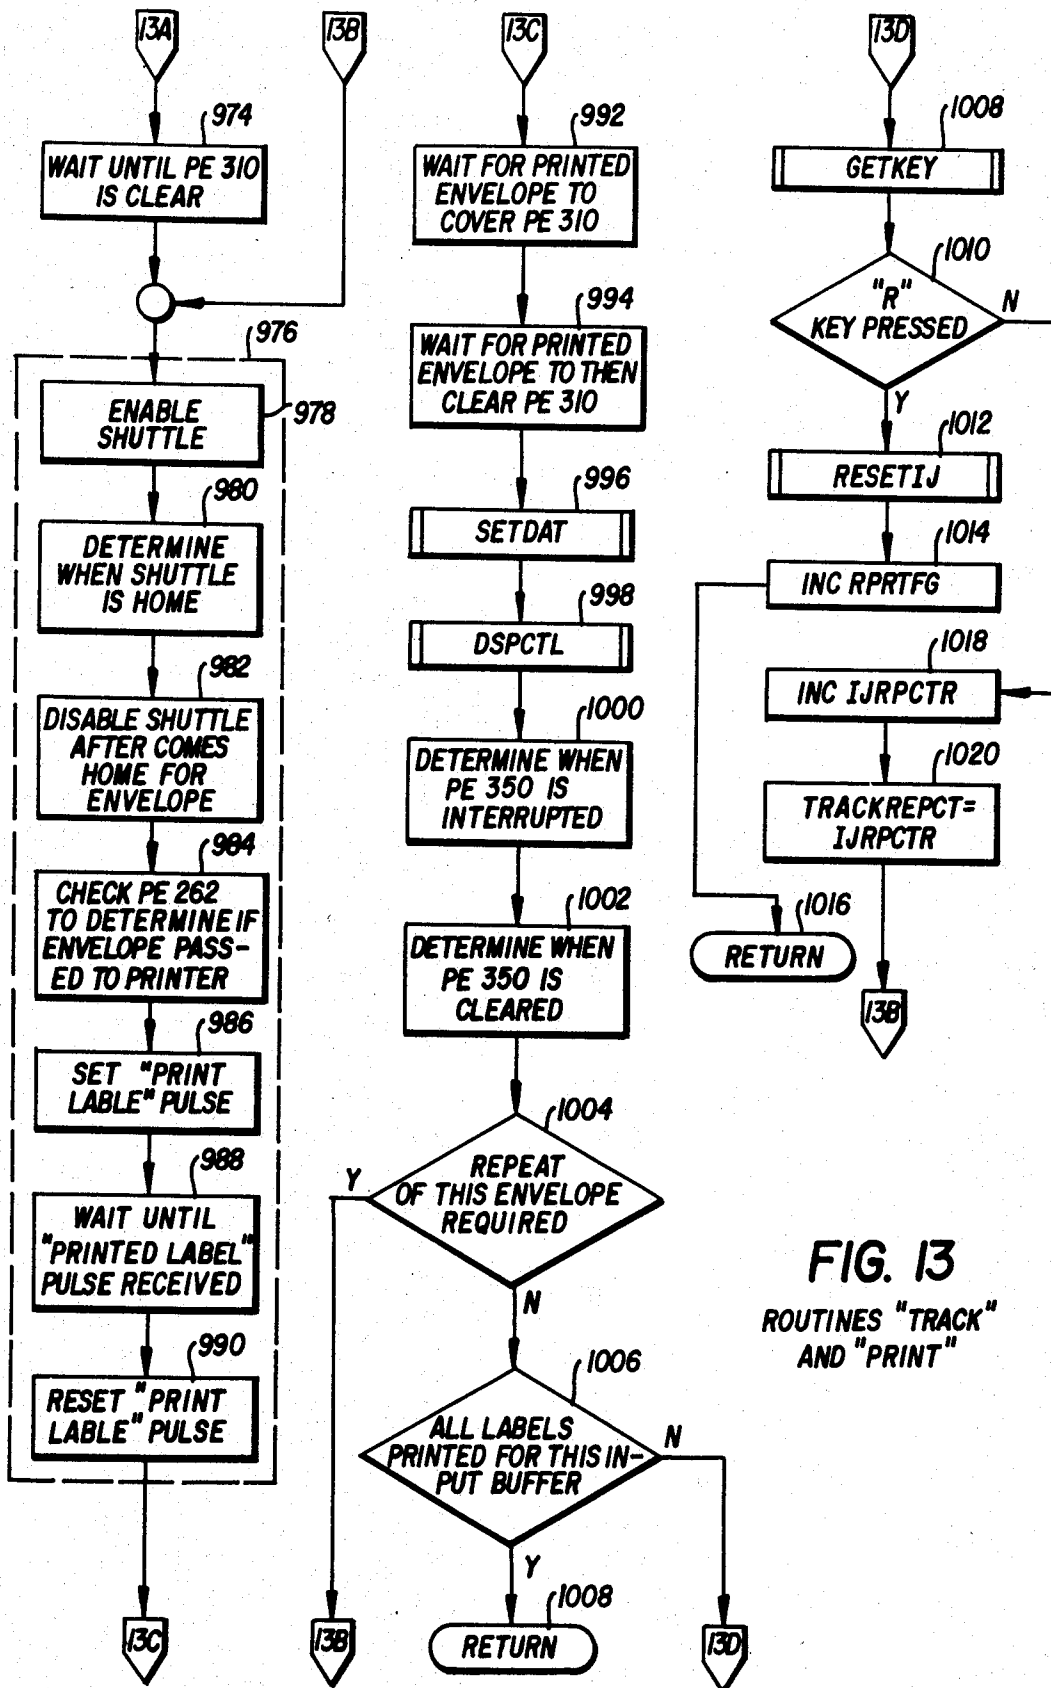 13A
974
WAIT UNTIL PE 310
IS CLEAR
13B
976
ENABLE
SHUTTLE
978
980
DETERMINE
WHEN SHUTTLE
IS HOME
982
DISABLE SHUTTLE
AFTER COMES
HOME FOR
ENVELOPE
984
CHECK PE 262
TO DETERMINE IF
ENVELOPE PASS-
ED TO PRINTER
986
SET "PRINT
LABLE" PULSE
988
WAIT UNTIL
"PRINTED LABEL"
PULSE RECEIVED
990
RESET "PRINT
LABLE" PULSE
13C
13C
992
WAIT FOR PRINTED
ENVELOPE TO
COVER PE 310
994
WAIT FOR PRINTED
ENVELOPE TO THEN
CLEAR PE 310
996
SETDAT
998
DSPCTL
1000
DETERMINE WHEN
PE 350 IS
INTERRUPTED
1002
DETERMINE WHEN
PE 350 IS
CLEARED
1004
REPEAT
OF THIS ENVELOPE
REQUIRED
Y
N
13B
1006
ALL LABELS
PRINTED FOR THIS IN-
PUT BUFFER
N
Y
1008
RETURN
13D
13D
1008
GETKEY
1010
"R"
KEY PRESSED
N
Y
1012
RESETIJ
1014
INC RPRTFG
1018
INC IJRPCTR
1020
TRACKREPCT=
IJRPCTR
1016
RETURN
13B
FIG. 13
ROUTINES "TRACK"
AND "PRINT"